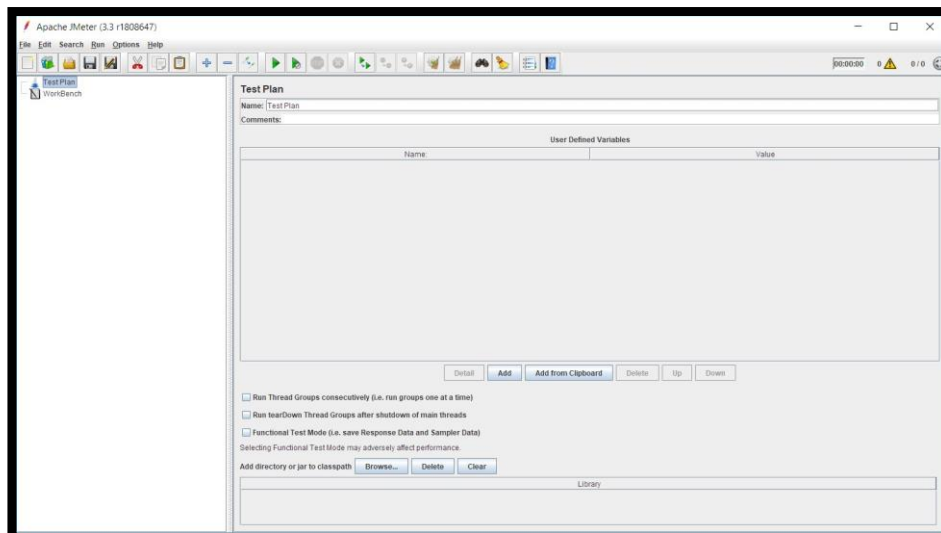 Apache JMeter (3.3 r1808647)
File Edit Search Run Options Help
00:00:00 0 0 / 0
Test Plan
WorkBench
Test Plan
Name: Test Plan
Comments:
User Defined Variables
Name: Value
Detail Add Add from Clipboard Delete Up Down
Run Thread Groups consecutively (i.e. run groups one at a time)
Run tearDown Thread Groups after shutdown of main threads
Functional Test Mode (i.e. save Response Data and Sampler Data)
Selecting Functional Test Mode may adversely affect performance.
Add directory or jar to classpath Browse... Delete Clear
Library